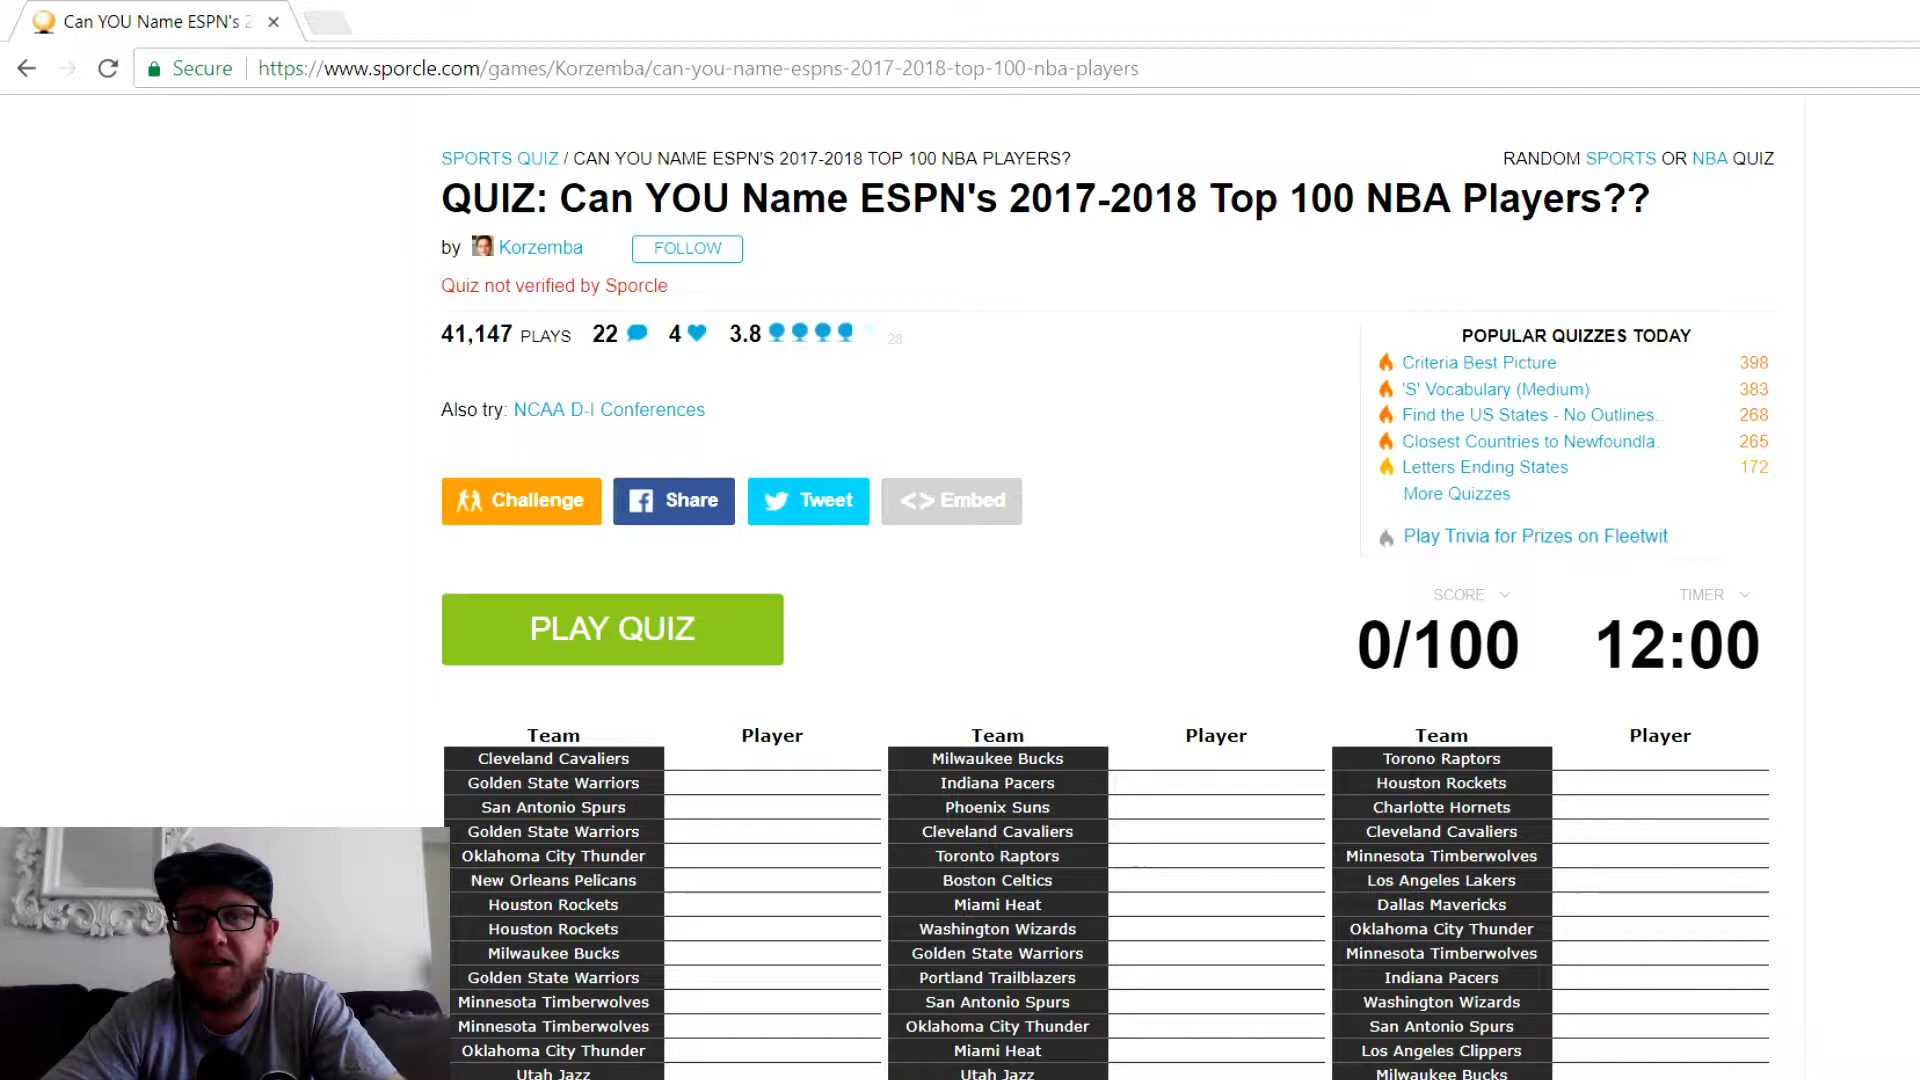 Can YOU Name ESPN's 2
Secure
https://www.sporcle.com/games/Korzemba/can-you-name-espns-2017-2018-top-100-nba-players
SPORTS QUIZ / CAN YOU NAME ESPN'S 2017-2018 TOP 100 NBA PLAYERS?
RANDOM SPORTS OR NBA QUIZ
QUIZ: Can YOU Name ESPN's 2017-2018 Top 100 NBA Players??
by Korzemba
FOLLOW
Quiz not verified by Sporcle
41,147 PLAYS 22 4 3.8 28
Also try: NCAA D-I Conferences
Challenge
Share
Tweet
<> Embed
POPULAR QUIZZES TODAY
Criteria Best Picture 398
'S' Vocabulary (Medium) 383
Find the US States - No Outlines. 268
Closest Countries to Newfoundla. 265
Letters Ending States 172
More Quizzes
Play Trivia for Prizes on Fleetwit
PLAY QUIZ
SCORE
0/100
TIMER
12:00
Team Player
Cleveland Cavaliers
Golden State Warriors
San Antonio Spurs
Golden State Warriors
Oklahoma City Thunder
New Orleans Pelicans
Houston Rockets
Houston Rockets
Milwaukee Bucks
Golden State Warriors
Minnesota Timberwolves
Minnesota Timberwolves
Oklahoma City Thunder
Utah Jazz
Team Player
Milwaukee Bucks
Indiana Pacers
Phoenix Suns
Cleveland Cavaliers
Toronto Raptors
Boston Celtics
Miami Heat
Washington Wizards
Golden State Warriors
Portland Trailblazers
San Antonio Spurs
Oklahoma City Thunder
Miami Heat
Utah Jazz
Team Player
Torono Raptors
Houston Rockets
Charlotte Hornets
Cleveland Cavaliers
Minnesota Timberwolves
Los Angeles Lakers
Dallas Mavericks
Oklahoma City Thunder
Minnesota Timberwolves
Indiana Pacers
Washington Wizards
San Antonio Spurs
Los Angeles Clippers
Milwaukee Bucks